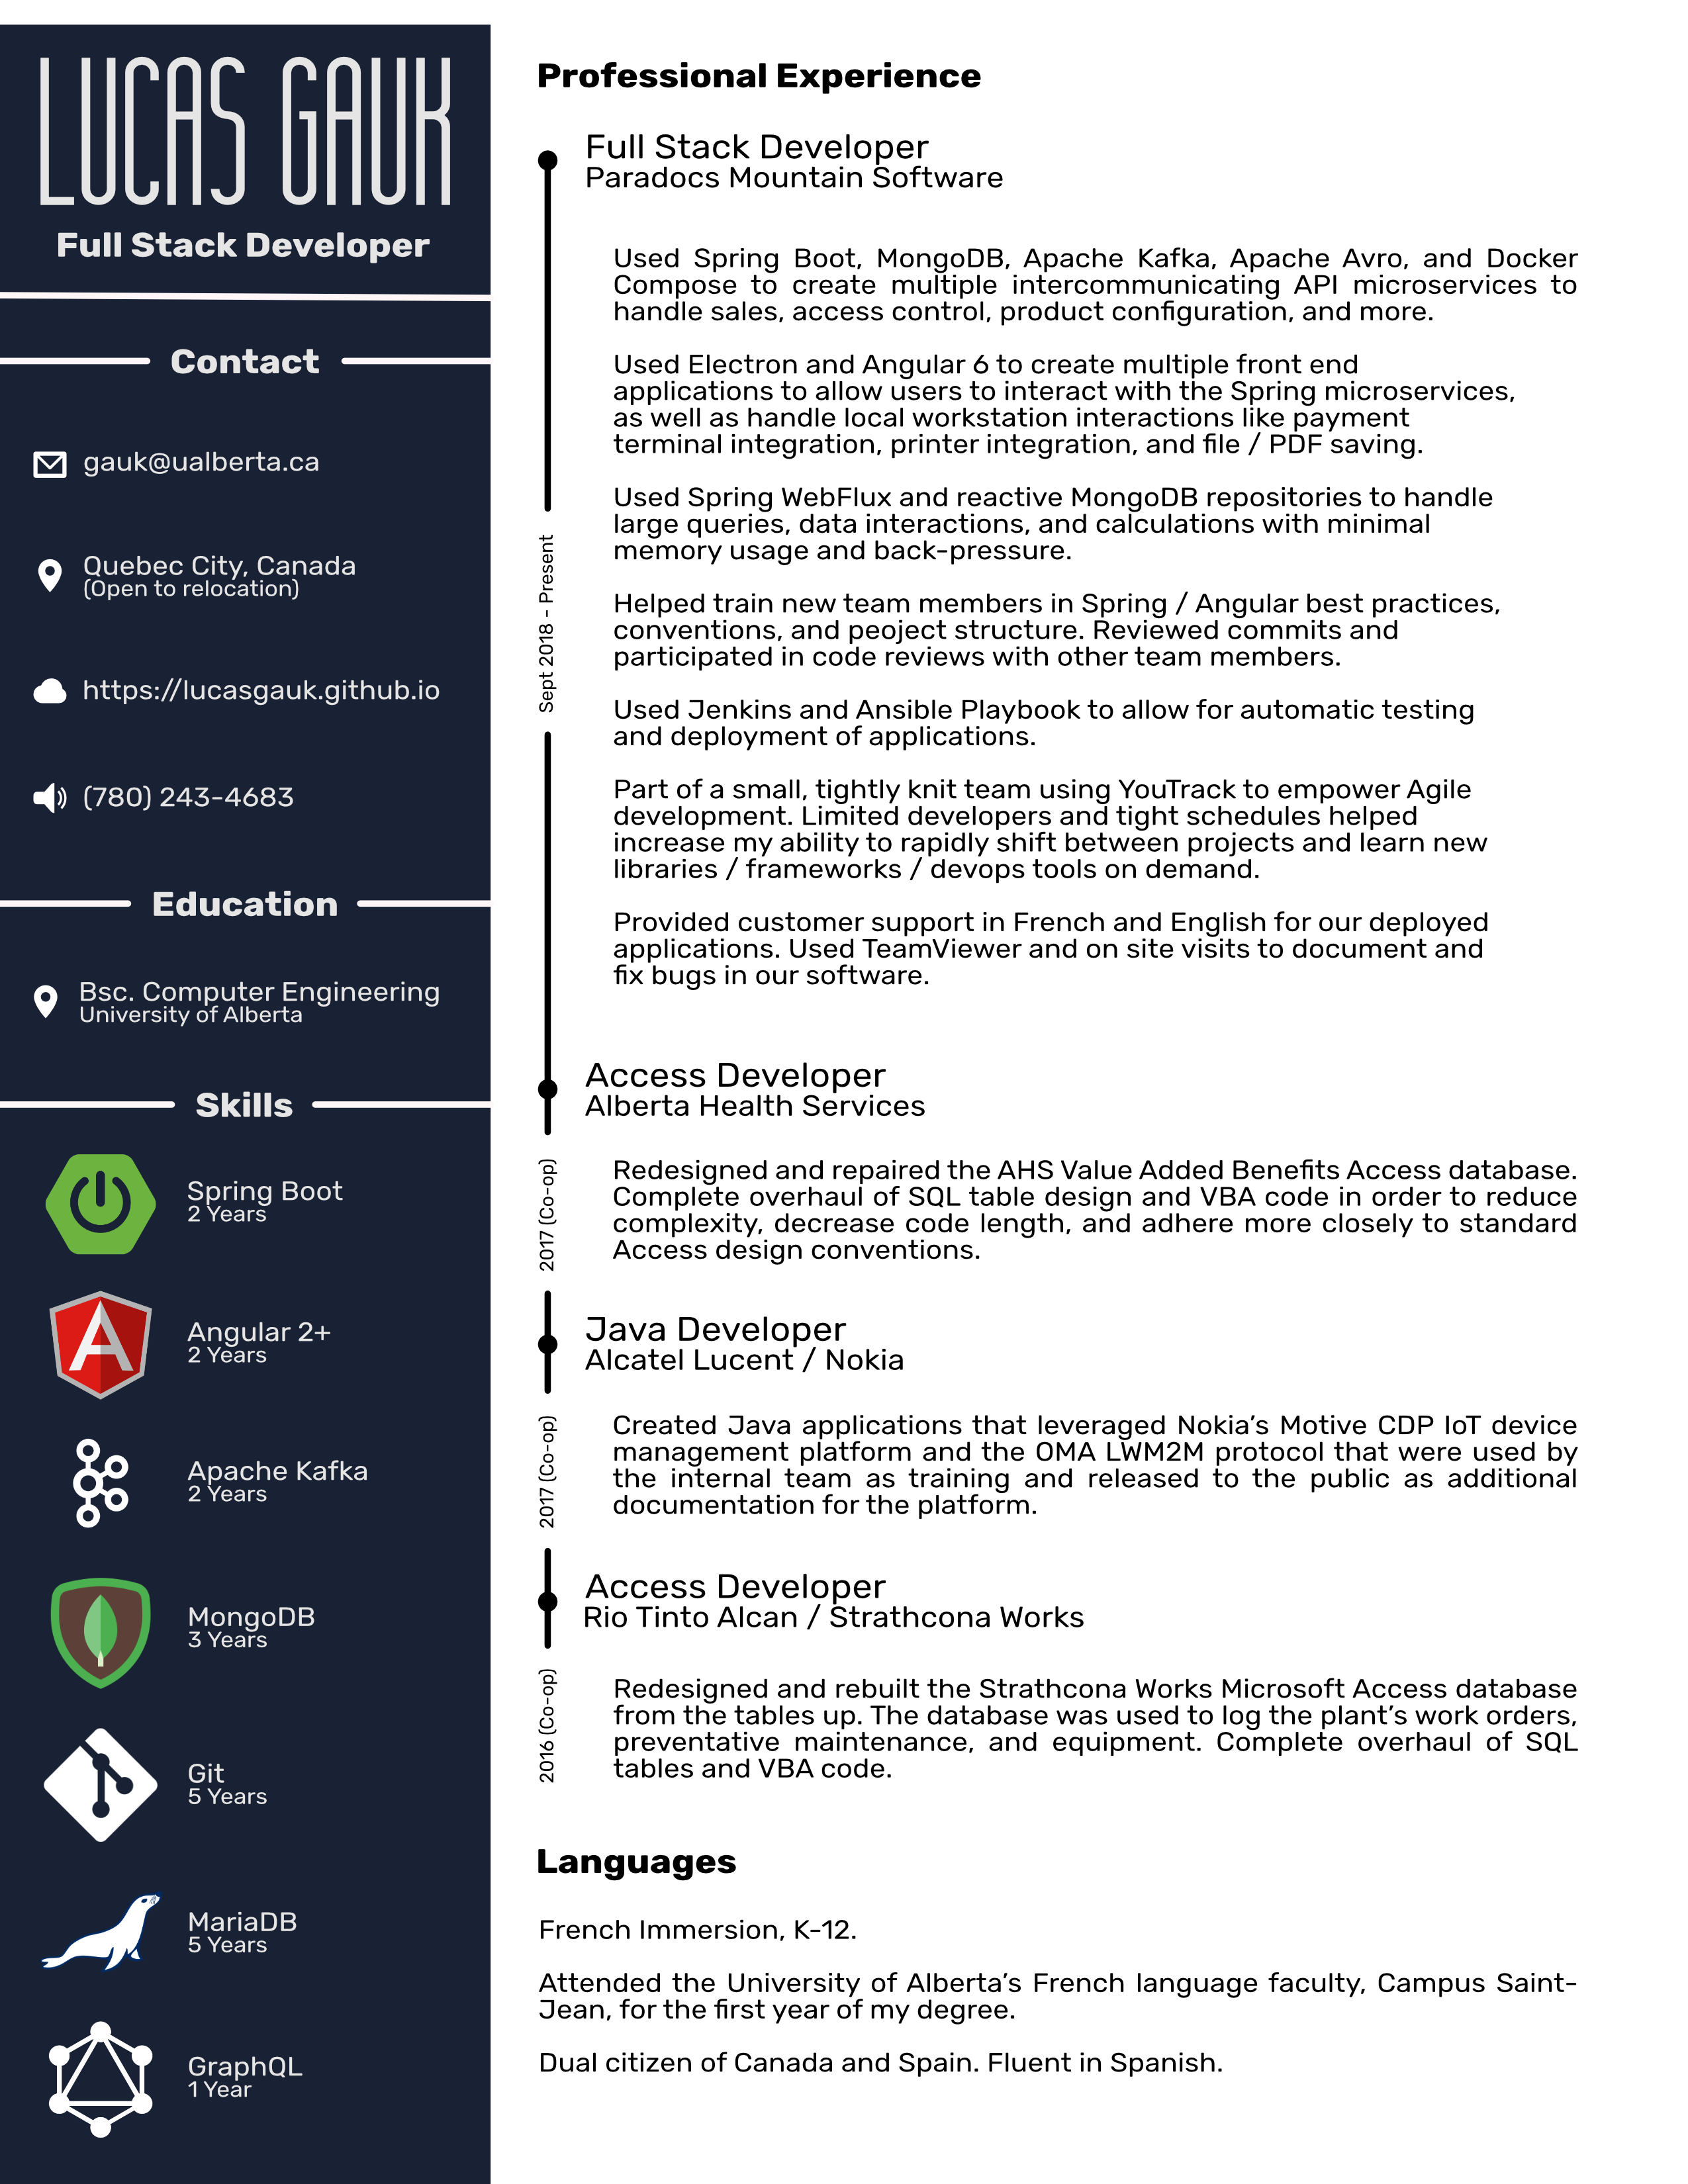 LUCAS GAUK
Full Stack Developer
Contact
gauk@ualberta.ca
Quebec City, Canada
(Open to relocation)
https://lucasgauk.github.io
(780) 243-4683
Education
Bsc. Computer Engineering
University of Alberta
Skills
Spring Boot
2 Years
Angular 2+
2 Years
Apache Kafka
2 Years
MongoDB
3 Years
Git
5 Years
MariaDB
5 Years
GraphQL
1 Year
Professional Experience
Full Stack Developer
Paradocs Mountain Software
Sept 2018 - Present
Used Spring Boot, MongoDB, Apache Kafka, Apache Avro, and Docker
Compose to create multiple intercommunicating API microservices to
handle sales, access control, product configuration, and more.
Used Electron and Angular 6 to create multiple front end
applications to allow users to interact with the Spring microservices,
as well as handle local workstation interactions like payment
terminal integration, printer integration, and file / PDF saving.
Used Spring WebFlux and reactive MongoDB repositories to handle
large queries, data interactions, and calculations with minimal
memory usage and back-pressure.
Helped train new team members in Spring / Angular best practices,
conventions, and peoject structure. Reviewed commits and
participated in code reviews with other team members.
Used Jenkins and Ansible Playbook to allow for automatic testing
and deployment of applications.
Part of a small, tightly knit team using YouTrack to empower Agile
development. Limited developers and tight schedules helped
increase my ability to rapidly shift between projects and learn new
libraries / frameworks / devops tools on demand.
Provided customer support in French and English for our deployed
applications. Used TeamViewer and on site visits to document and
fix bugs in our software.
Access Developer
Alberta Health Services
2017 (Co-op)
Redesigned and repaired the AHS Value Added Benefits Access database.
Complete overhaul of SQL table design and VBA code in order to reduce
complexity, decrease code length, and adhere more closely to standard
Access design conventions.
Java Developer
Alcatel Lucent / Nokia
2017 (Co-op)
Created Java applications that leveraged Nokia’s Motive CDP IoT device
management platform and the OMA LWM2M protocol that were used by
the internal team as training and released to the public as additional
documentation for the platform.
Access Developer
Rio Tinto Alcan / Strathcona Works
2016 (Co-op)
Redesigned and rebuilt the Strathcona Works Microsoft Access database
from the tables up. The database was used to log the plant’s work orders,
preventative maintenance, and equipment. Complete overhaul of SQL
tables and VBA code.
Languages
French Immersion, K-12.
Attended the University of Alberta’s French language faculty, Campus Saint-
Jean, for the first year of my degree.
Dual citizen of Canada and Spain. Fluent in Spanish.